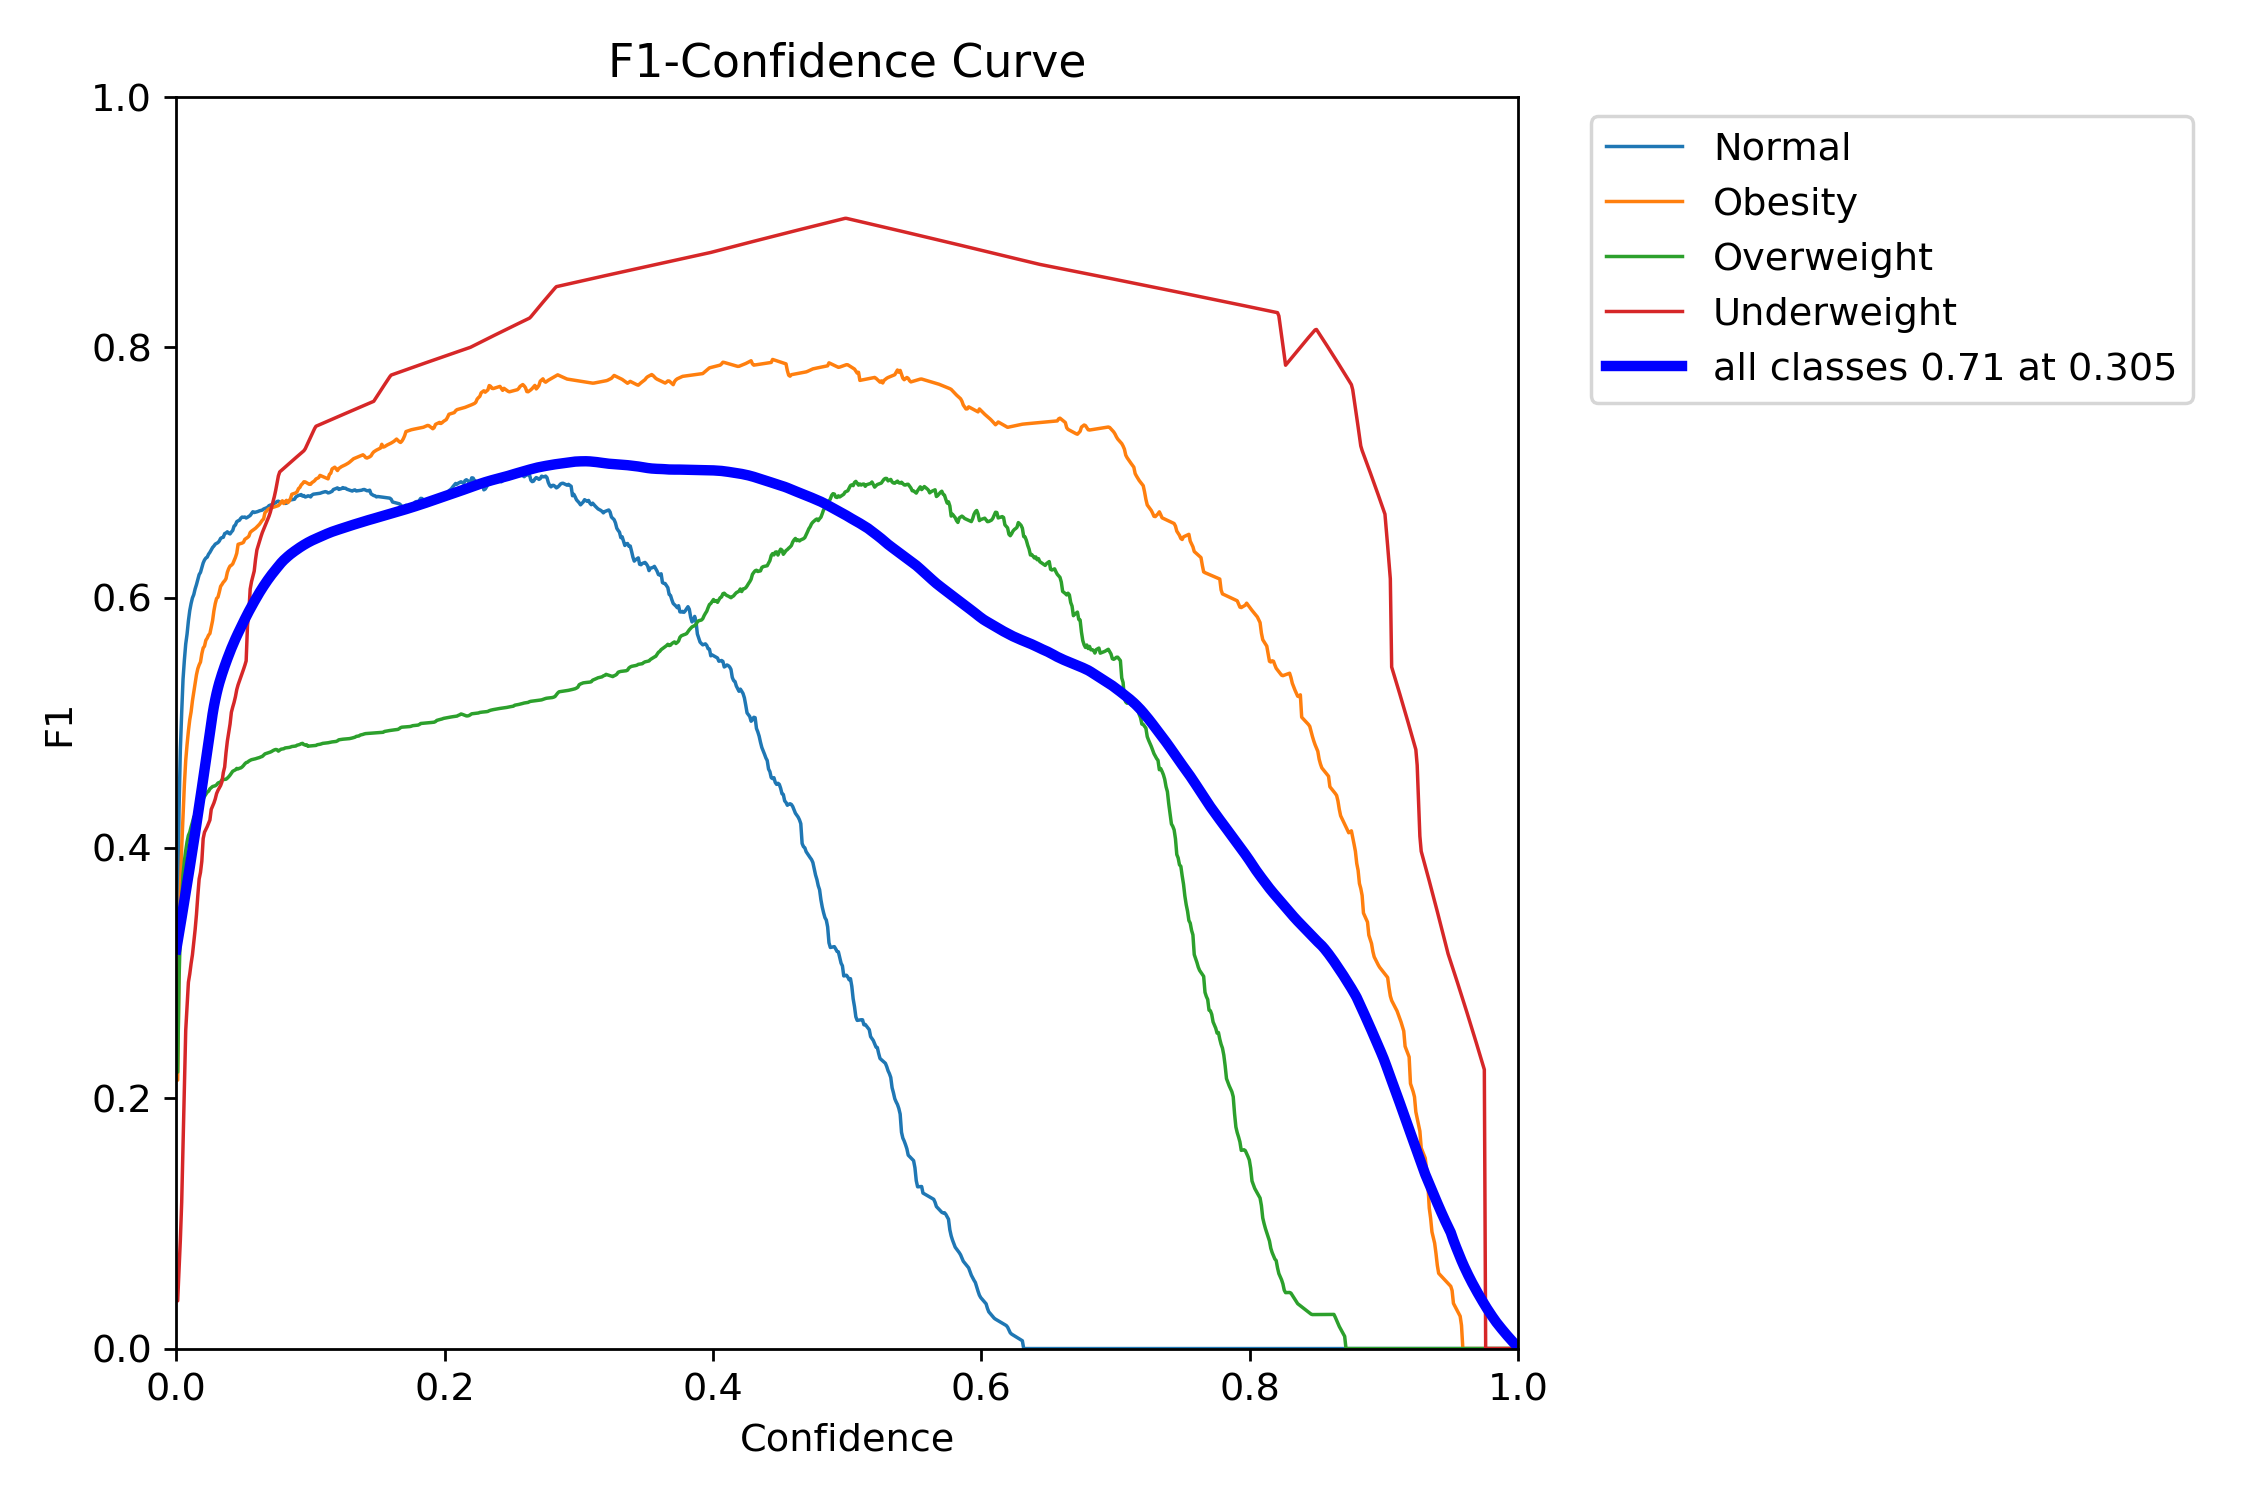 F1-Confidence Curve
1.0
0.8
0.6
0.4
0.2
0.0
F1
0.0 0.2 0.4 0.6 0.8 1.0
Confidence
Normal
Obesity
Overweight
Underweight
all classes 0.71 at 0.305